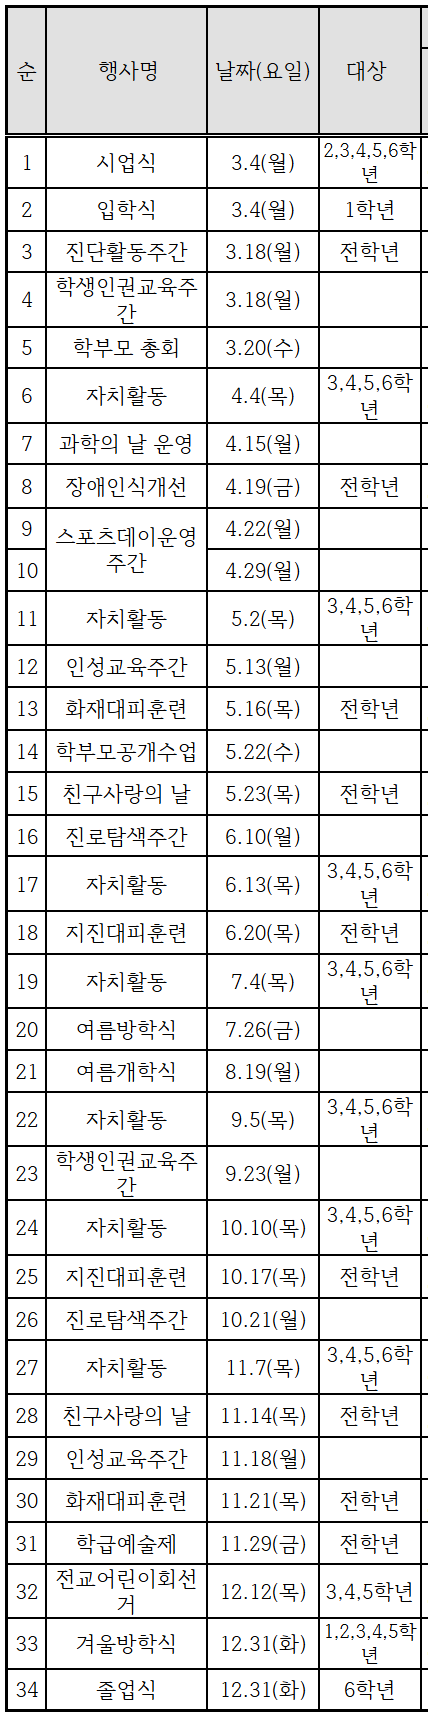 순 행사명 날짜(요일) 대상
1 시업식 3.4(월) 2,3,4,5,6학년
2 입학식 3.4(월) 1학년
3 진단활동주간 3.18(월) 전학년
4 학생인권교육주간 3.18(월)
5 학부모 총회 3.20(수)
6 자치활동 4.4(목) 3,4,5,6학년
7 과학의 날 운영 4.15(월)
8 장애인식개선 4.19(금) 전학년
9 스포츠데이운영주간 4.22(월)
10 4.29(월)
11 자치활동 5.2(목) 3,4,5,6학년
12 인성교육주간 5.13(월)
13 화재대피훈련 5.16(목) 전학년
14 학부모공개수업 5.22(수)
15 친구사랑의 날 5.23(목) 전학년
16 진로탐색주간 6.10(월)
17 자치활동 6.13(목) 3,4,5,6학년
18 지진대피훈련 6.20(목) 전학년
19 자치활동 7.4(목) 3,4,5,6학년
20 여름방학식 7.26(금)
21 여름개학식 8.19(월)
22 자치활동 9.5(목) 3,4,5,6학년
23 학생인권교육주간 9.23(월)
24 자치활동 10.10(목) 3,4,5,6학년
25 지진대피훈련 10.17(목) 전학년
26 진로탐색주간 10.21(월)
27 자치활동 11.7(목) 3,4,5,6학년
28 친구사랑의 날 11.14(목) 전학년
29 인성교육주간 11.18(월)
30 화재대피훈련 11.21(목) 전학년
31 학급예술제 11.29(금) 전학년
32 전교어린이회선거 12.12(목) 3,4,5학년
33 겨울방학식 12.31(화) 1,2,3,4,5학년
34 졸업식 12.31(화) 6학년